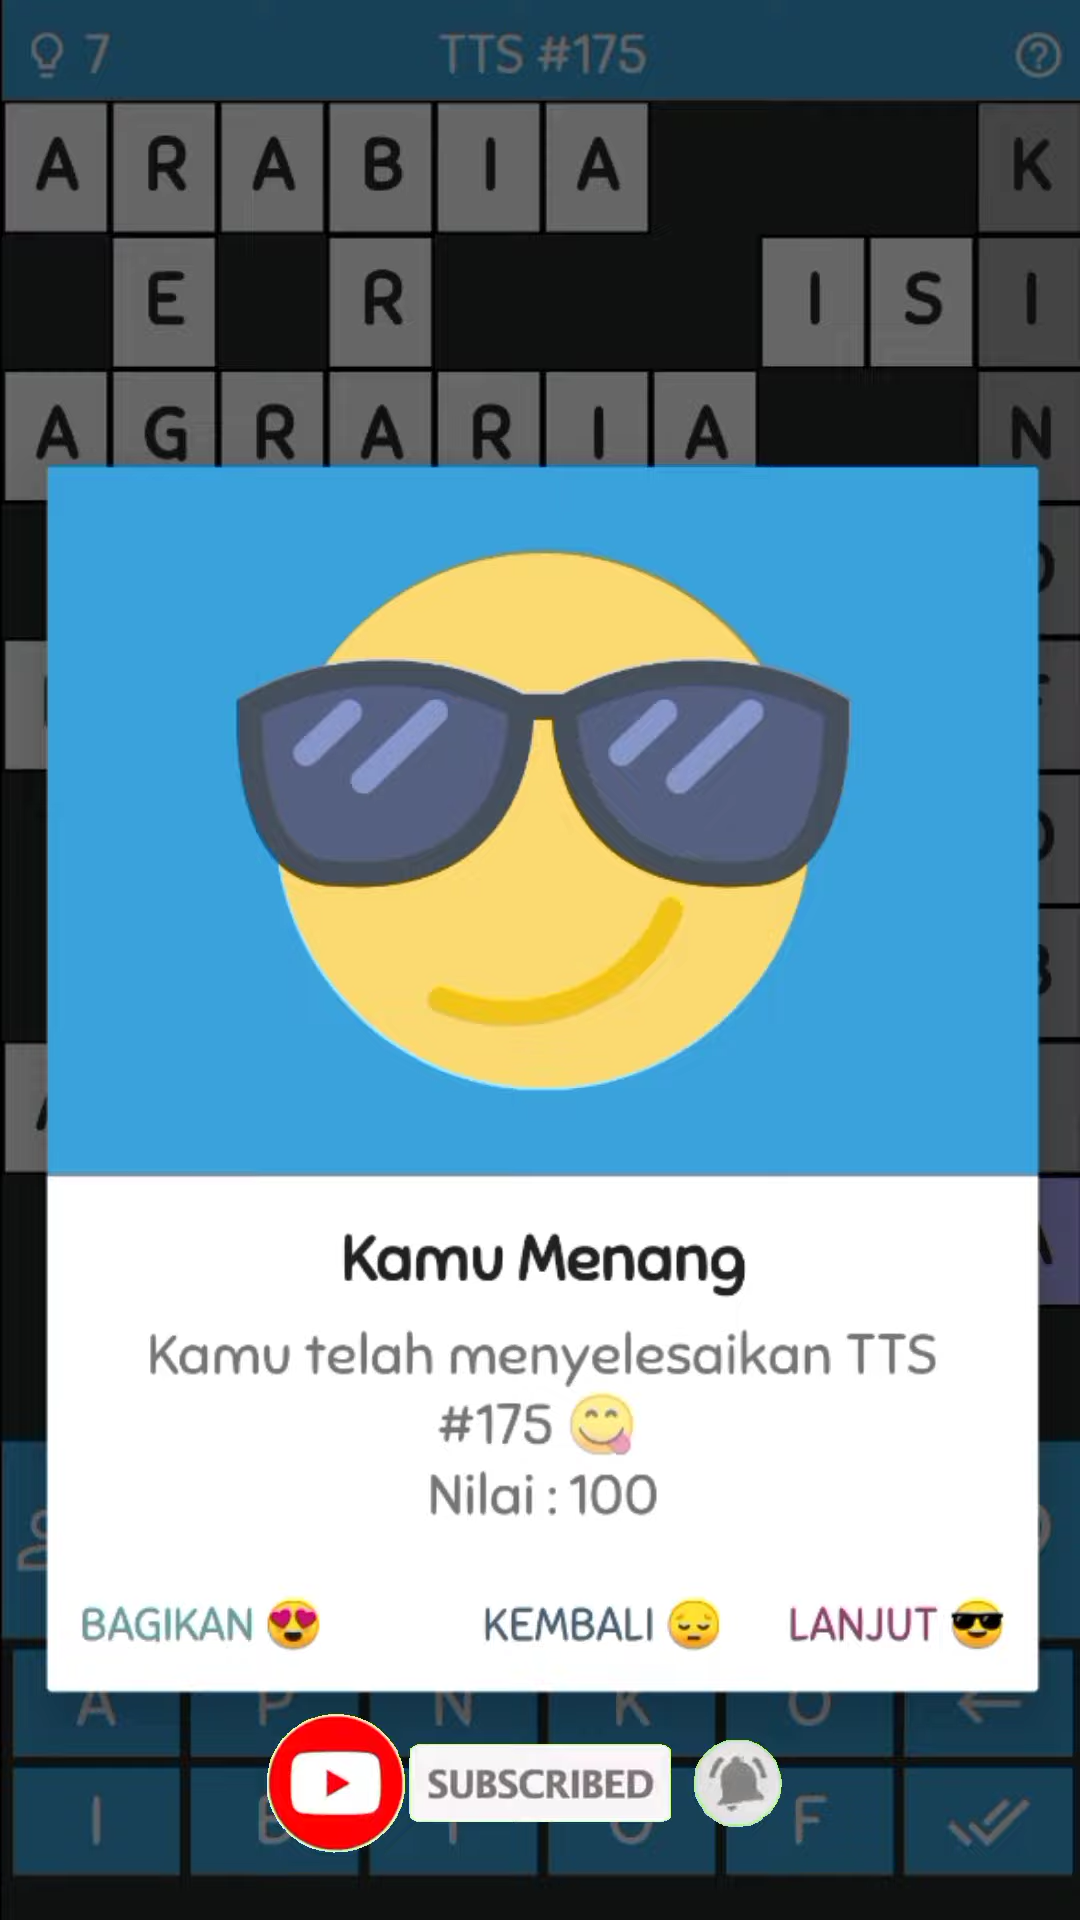 7 TTS #175
A R A B I A K
E R I S I
A G R A R I A N
Kamu Menang
Kamu telah menyelesaikan TTS
#175 😋
Nilai : 100
BAGIKAN 😍 KEMBALI 😔 LANJUT 😎
A P N K O
SUBSCRIBED
I F